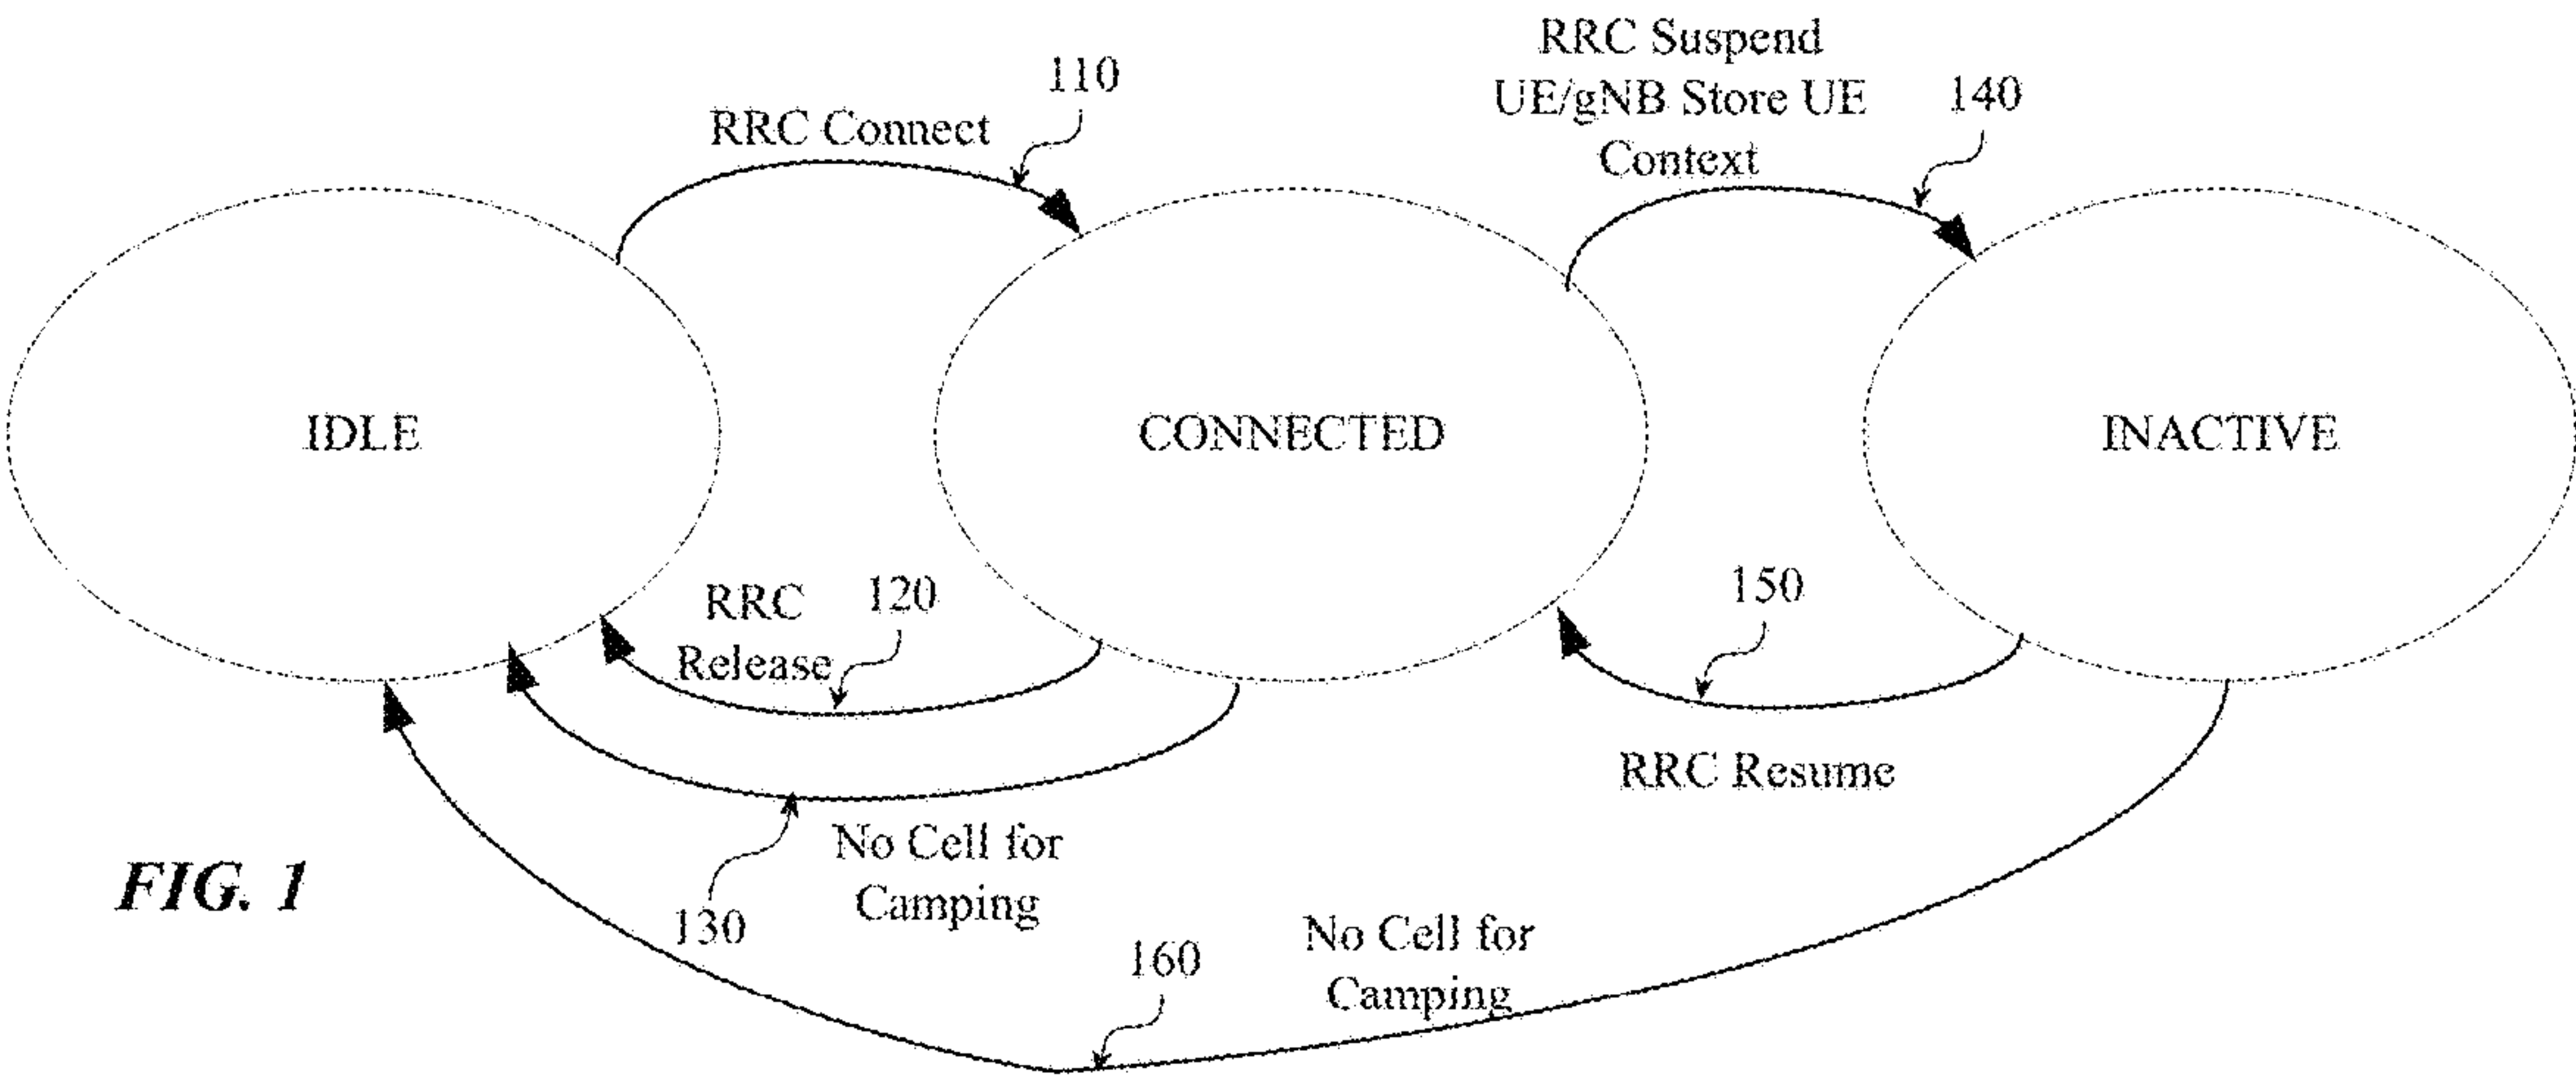 RRC Suspend
UE/gNB Store UE
Context
140
110
RRC Connect
IDLE
CONNECTED
INACTIVE
RRC
Release
120
150
RRC Resume
No Cell for
Camping
130
No Cell for
Camping
160
FIG. 1